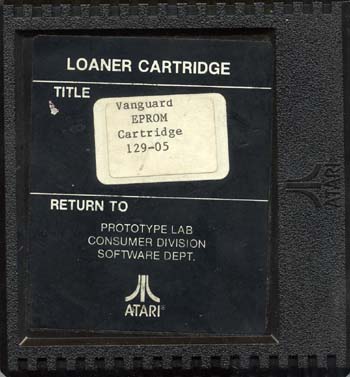 LOANER CARTRIDGE
TITLE
Vanguard
EPROM
Cartridge
129-05
RETURN TO
PROTOTYPE LAB
CONSUMER DIVISION
SOFTWARE DEPT.
ATARI®
ATARI